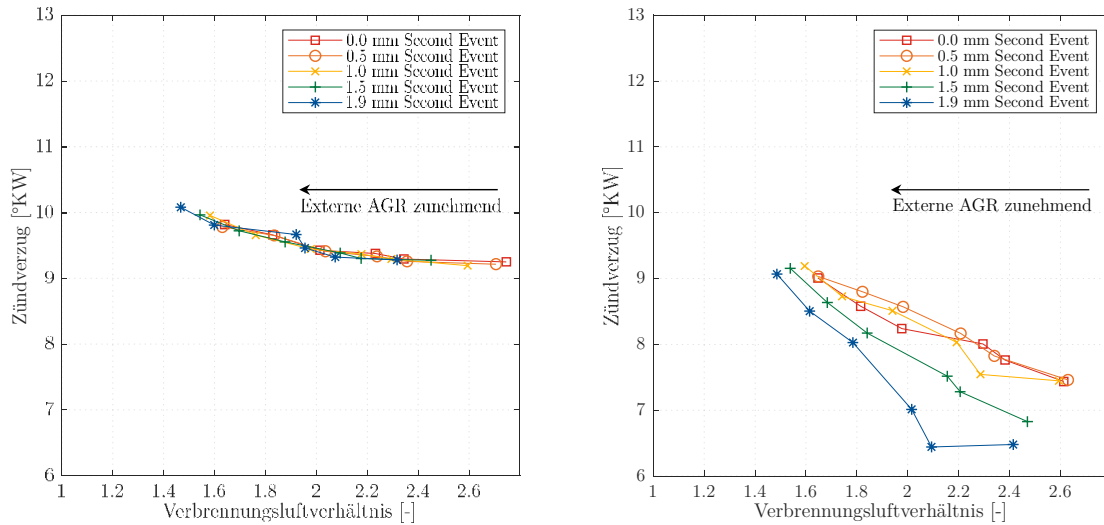 13
12
11
10
9
8
7
6
1
1.2
1.4
1.6
1.8
2
2.2
2.4
2.6
Zündverzug [°KW]
Verbrennungsluftverhältnis [-]
0.0 mm Second Event
0.5 mm Second Event
1.0 mm Second Event
1.5 mm Second Event
1.9 mm Second Event
Externe AGR zunehmend
13
12
11
10
9
8
7
6
1
1.2
1.4
1.6
1.8
2
2.2
2.4
2.6
Zündverzug [°KW]
Verbrennungsluftverhältnis [-]
0.0 mm Second Event
0.5 mm Second Event
1.0 mm Second Event
1.5 mm Second Event
1.9 mm Second Event
Externe AGR zunehmend